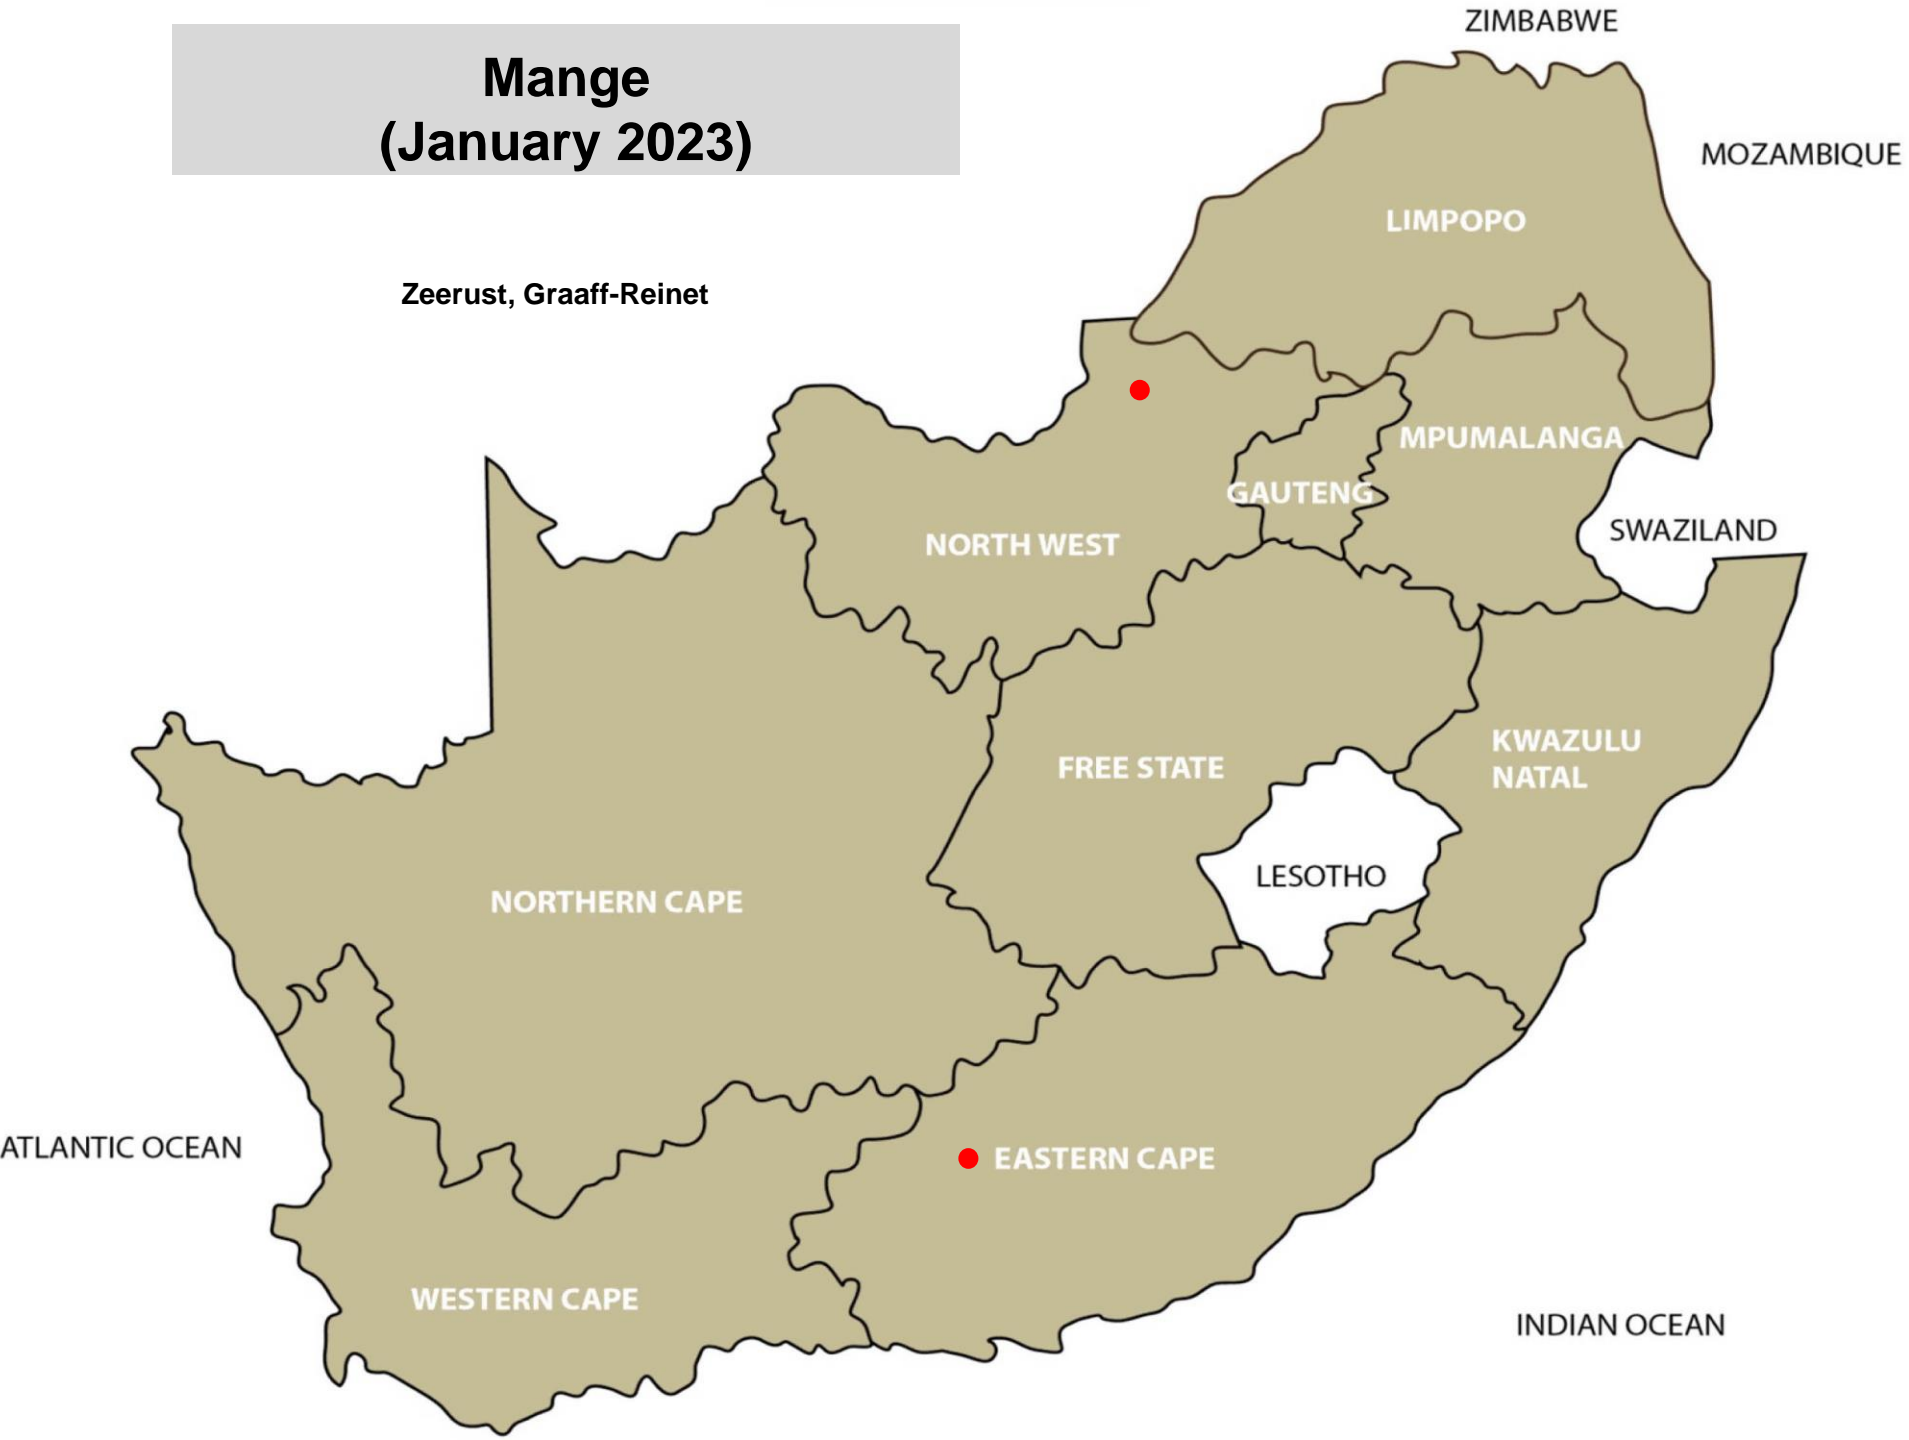 ZIMBABWE
Mange
(January 2023)
MOZAMBIQUE
LIMPOPO
Zeerust, Graaff-Reinet
MPUMALANGA
GAUTENG
SWAZILAND
NORTH WEST
KWAZULU
NATAL
FREE STATE
LESOTHO
NORTHERN CAPE
ATLANTIC OCEAN
EASTERN CAPE
WESTERN CAPE
INDIAN OCEAN